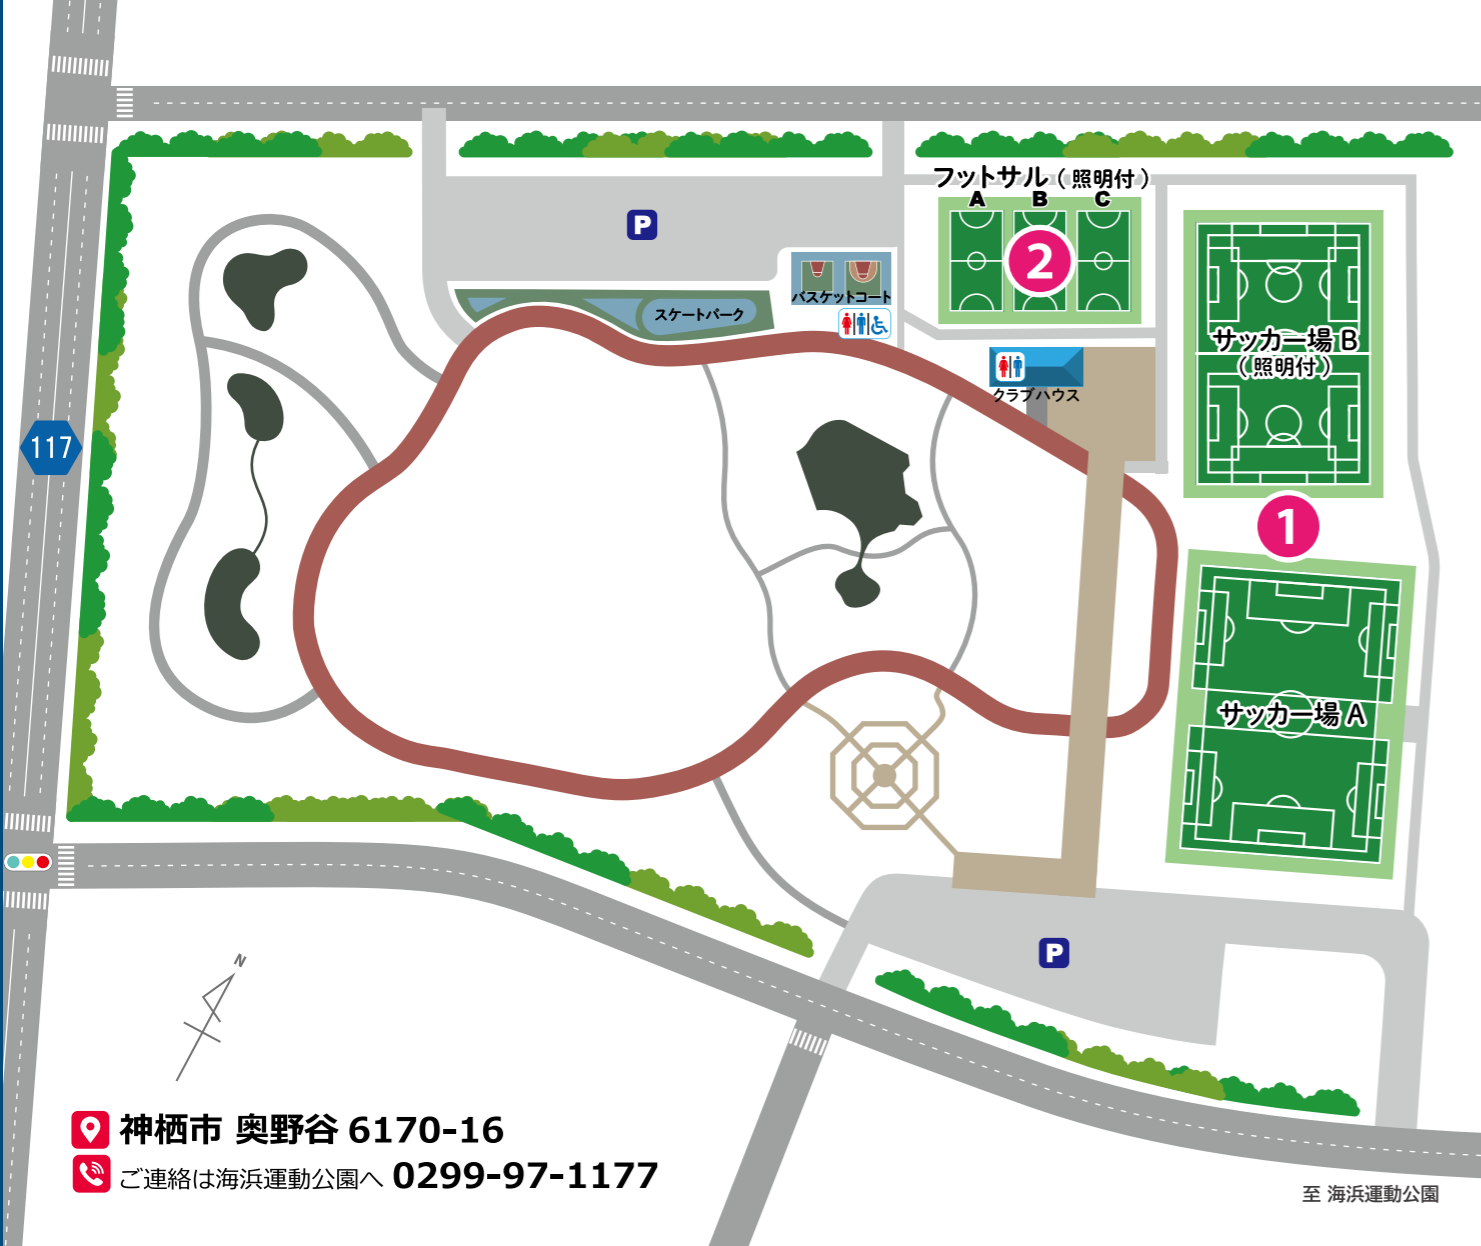 フットサル（照明付）
A B C
2
P
バスケットコート
スケートパーク
サッカー場 B
（照明付）
クラブハウス
117
1
サッカー場 A
P
N
神栖市 奥野谷 6170-16
ご連絡は海浜運動公園へ 0299-97-1177
至 海浜運動公園